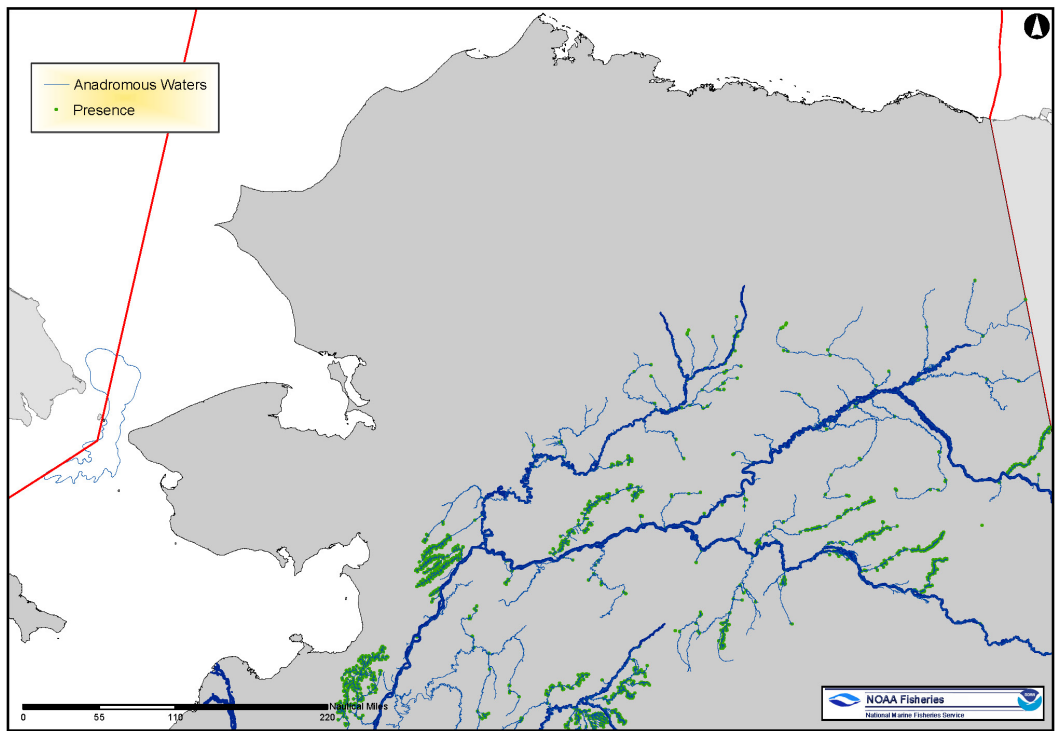 Anadromous Waters
Presence
Nautical Miles
0 55 110 220
NOAA Fisheries
National Marine Fisheries Service